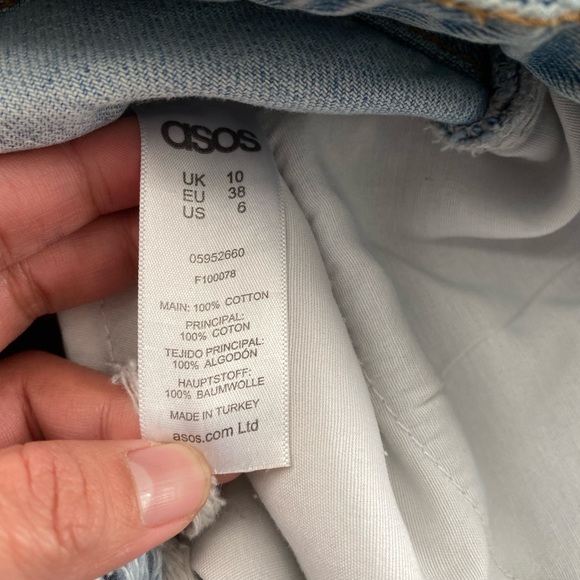 asos
UK 10
EU 38
US 6
05952660
F100078
MAIN: 100% COTTON
PRINCIPAL:
100% COTON
TEJIDO PRINCIPAL:
100% ALGODÓN
HAUPTSTOFF:
100% BAUMWOLLE
MADE IN TURKEY
asos.com Ltd